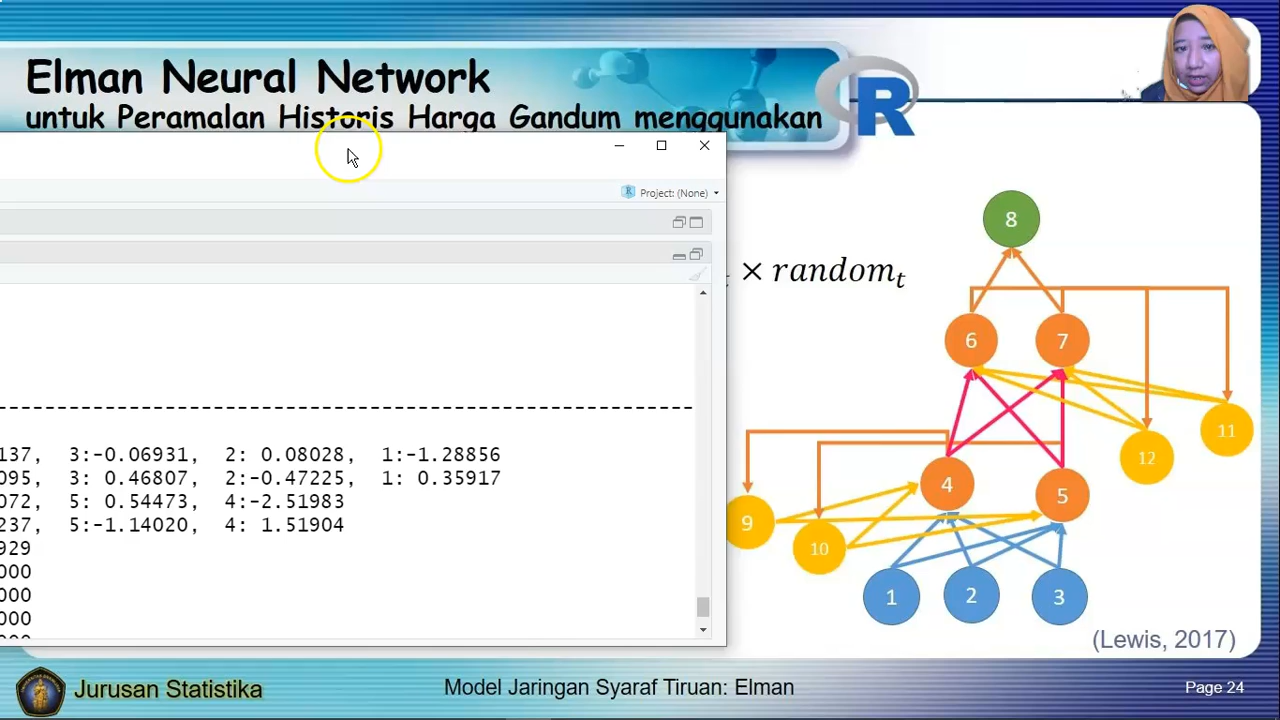 Elman Neural Network
untuk Peramalan Historis Harga Gandum menggunakan
R
Project: (None)
t × random t
137, 3:-0.06931, 2: 0.08028, 1:-1.28856
095, 3: 0.46807, 2:-0.47225, 1: 0.35917
072, 5: 0.54473, 4:-2.51983
237, 5:-1.14020, 4: 1.51904
929
000
000
000
8
6 7
11
12
4 5
9
10
1 2 3
(Lewis, 2017)
Jurusan Statistika
Model Jaringan Syaraf Tiruan: Elman
Page 24